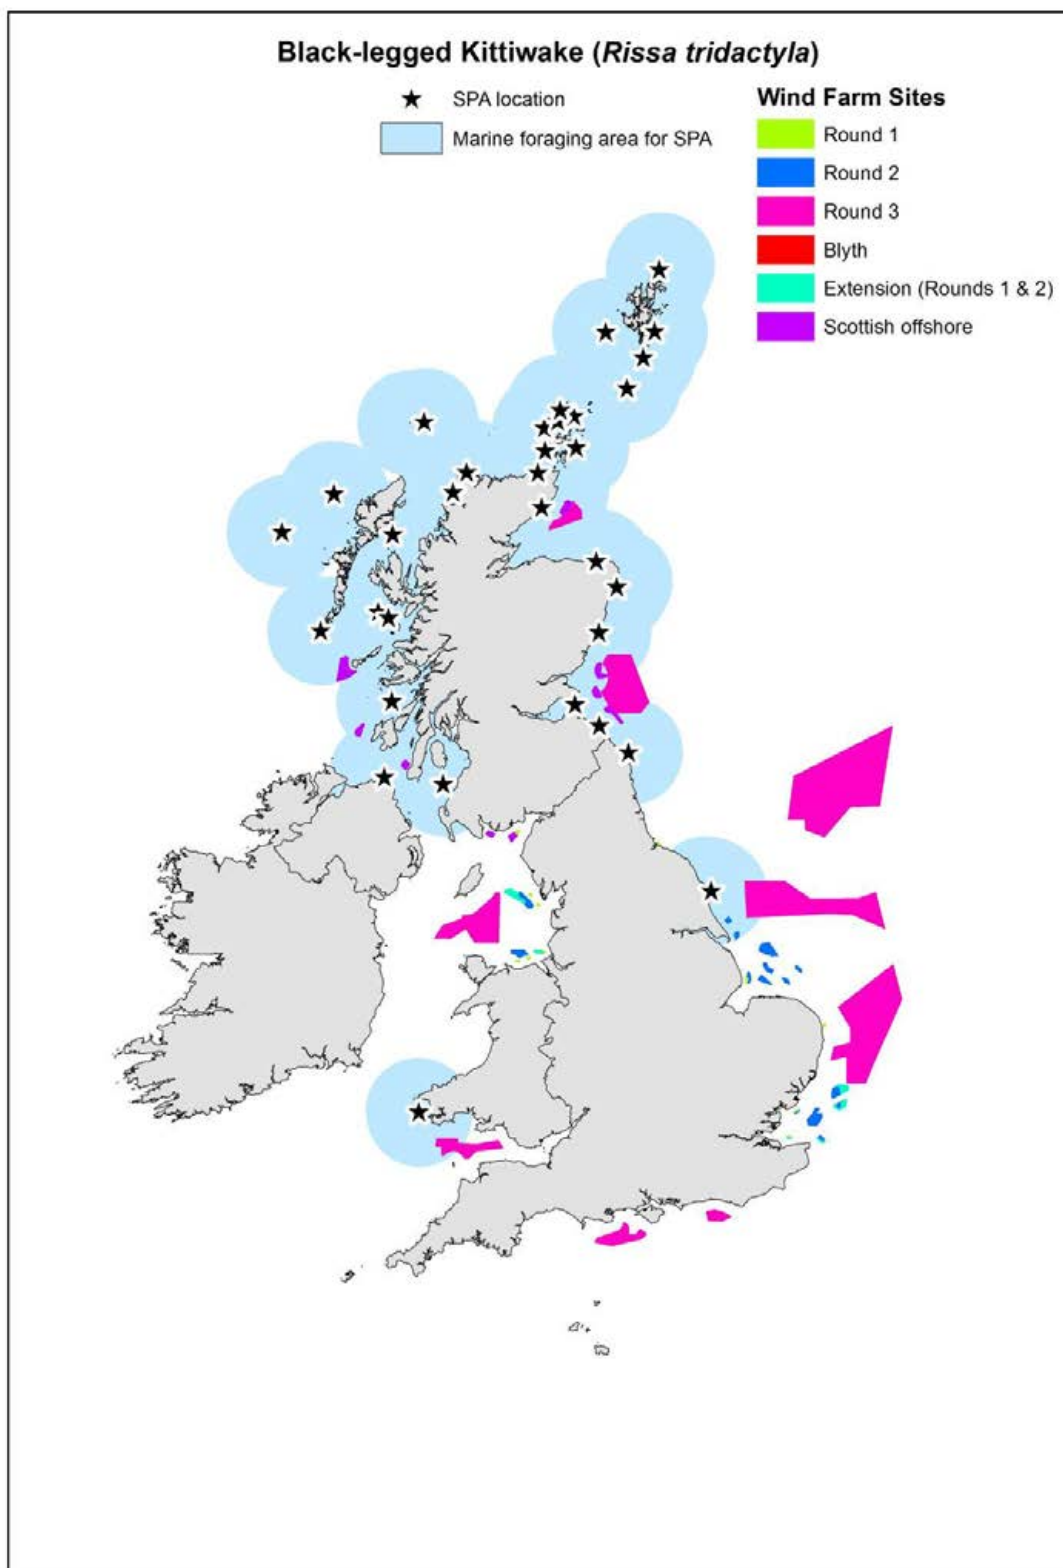 Black-legged Kittiwake (Rissa tridactyla)
SPA location
Marine foraging area for SPA
Wind Farm Sites
Round 1
Round 2
Round 3
Blyth
Extension (Rounds 1 & 2)
Scottish offshore